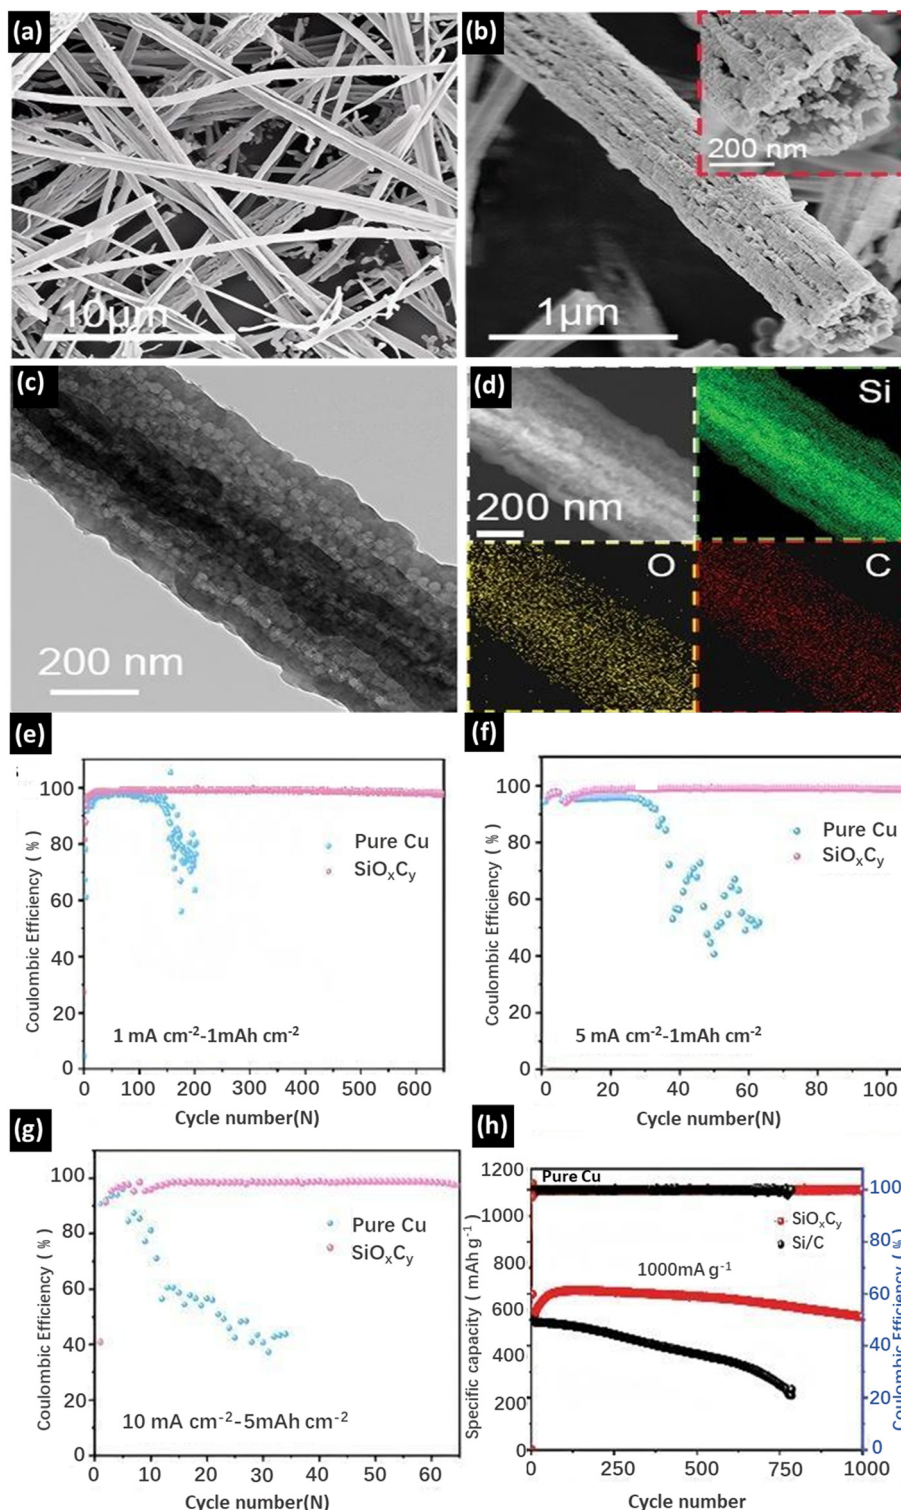 (a)
10μm
(b)
200 nm
1μm
(c)
200 nm
(d)
Si
200 nm
O
C
(e)
Coulombic Efficiency ( % )
100
80
60
40
20
0
Pure Cu
SiOₓCᵧ
1 mA cm⁻²-1mAh cm⁻²
0 100 200 300 400 500 600
Cycle number(N)
(f)
Coulombic Efficiency ( % )
100
80
60
40
20
0
Pure Cu
SiOₓCᵧ
5 mA cm⁻²-1mAh cm⁻²
0 20 40 60 80 100
Cycle number(N)
(g)
Coulombic Efficiency ( % )
100
80
60
40
20
0
Pure Cu
SiOₓCᵧ
10 mA cm⁻²-5mAh cm⁻²
0 10 20 30 40 50 60
Cycle number(N)
(h)
Specific capacity ( mAh g⁻¹ )
1200
1000
800
600
400
200
0
Pure Cu
SiOₓCᵧ
Si/C
1000mA g⁻¹
100
80
60
40
20
0
Coulombic Efficiency ( % )
0 250 500 750 1000
Cycle number